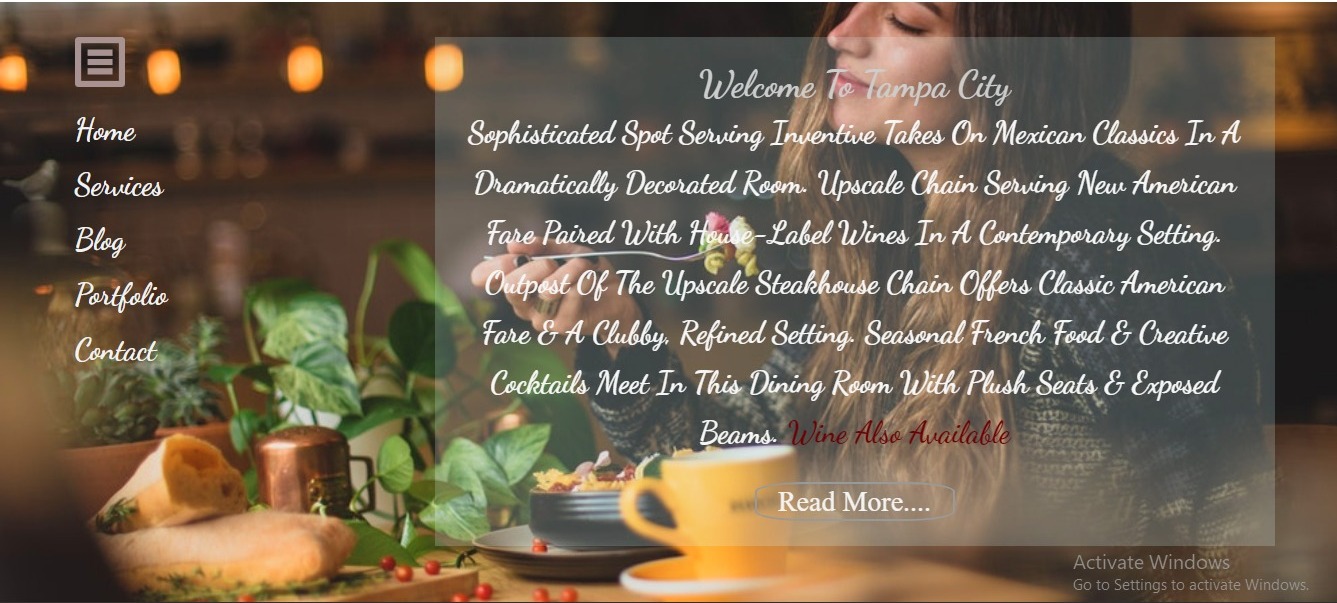 Home
Services
Blog
Portfolio
Contact
Welcome To Tampa City
Sophisticated Spot Serving Inventive Takes On Mexican Classics In A
Dramatically Decorated Room. Upscale Chain Serving New American
Fare Paired With House-Label Wines In A Contemporary Setting.
Outpost Of The Upscale Steakhouse Chain Offers Classic American
Fare & A Clubby, Refined Setting. Seasonal French Food & Creative
Cocktails Meet In This Dining Room With Plush Seats & Exposed
Beams. Wine Also Available
Read More....
Activate Windows
Go to Settings to activate Windows.